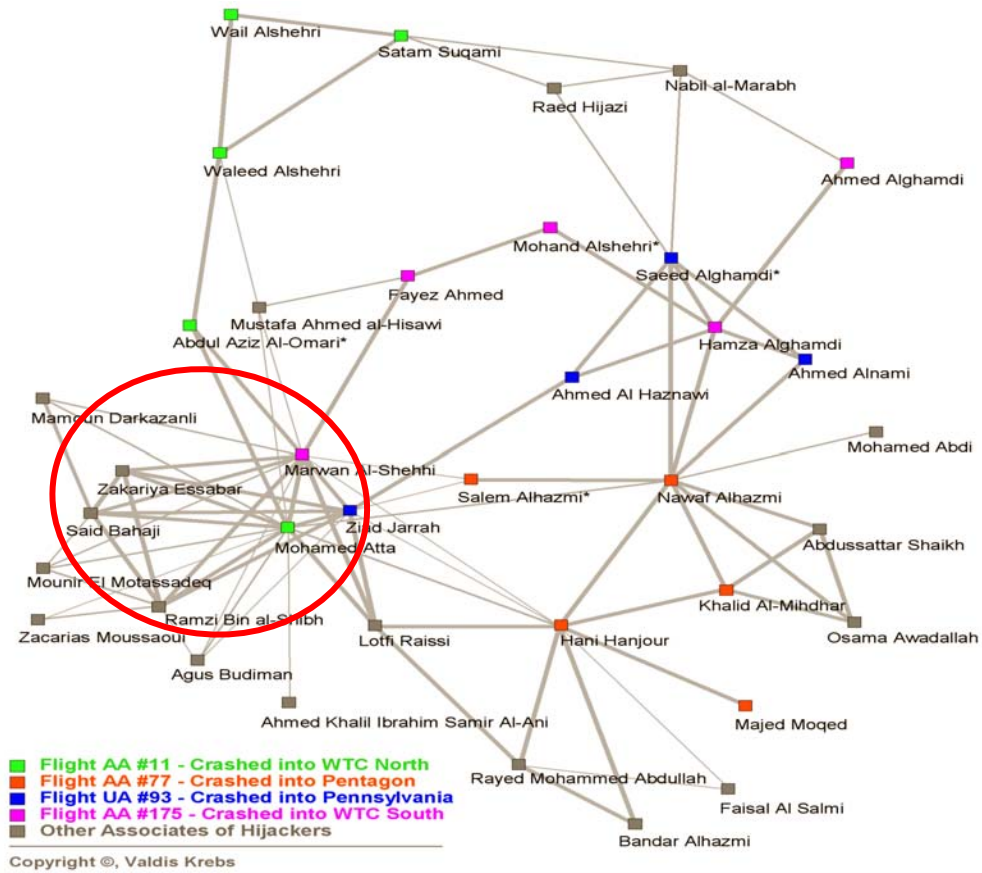 Wail Alshehri
Satam Suqami
Nabil al-Marabh
Raed Hijazi
Waleed Alshehri
Ahmed Alghamdi
Mohand Alshehri*
Saeed Alghamdi*
Fayez Ahmed
Mustafa Ahmed al-Hisawi
Abdul Aziz Al-Omari*
Hamza Alghamdi
Ahmed Alnami
Ahmed Al Haznawi
Mamoun Darkazanli
Mohamed Abdi
Marwan Al-Shehhi
Zakariya Essabar
Salem Alhazmi*
Nawaf Alhazmi
Said Bahaji
Ziad Jarrah
Mohamed Atta
Abdussattar Shaikh
Mounir El Motassadeq
Khalid Al-Mihdhar
Zacarias Moussaoui
Ramzi Bin al-Shibh
Lotfi Raissi
Hani Hanjour
Osama Awadallah
Agus Budiman
Ahmed Khalil Ibrahim Samir Al-Ani
Majed Moqed
Rayed Mohammed Abdullah
Faisal Al Salmi
Bandar Alhazmi
Flight AA #11 - Crashed into WTC North
Flight AA #77 - Crashed into Pentagon
Flight UA #93 - Crashed into Pennsylvania
Flight AA #175 - Crashed into WTC South
Other Associates of Hijackers
Copyright ©, Valdis Krebs